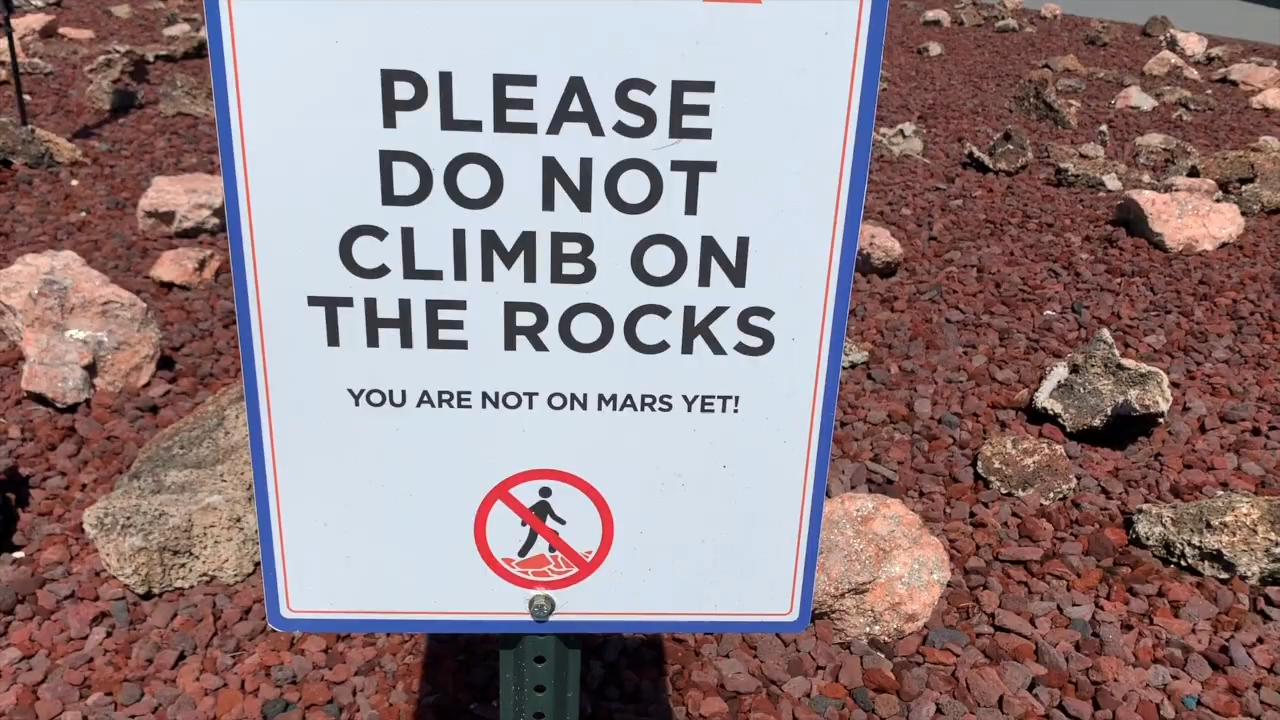 PLEASE
DO NOT
CLIMB ON
THE ROCKS
YOU ARE NOT ON MARS YET!